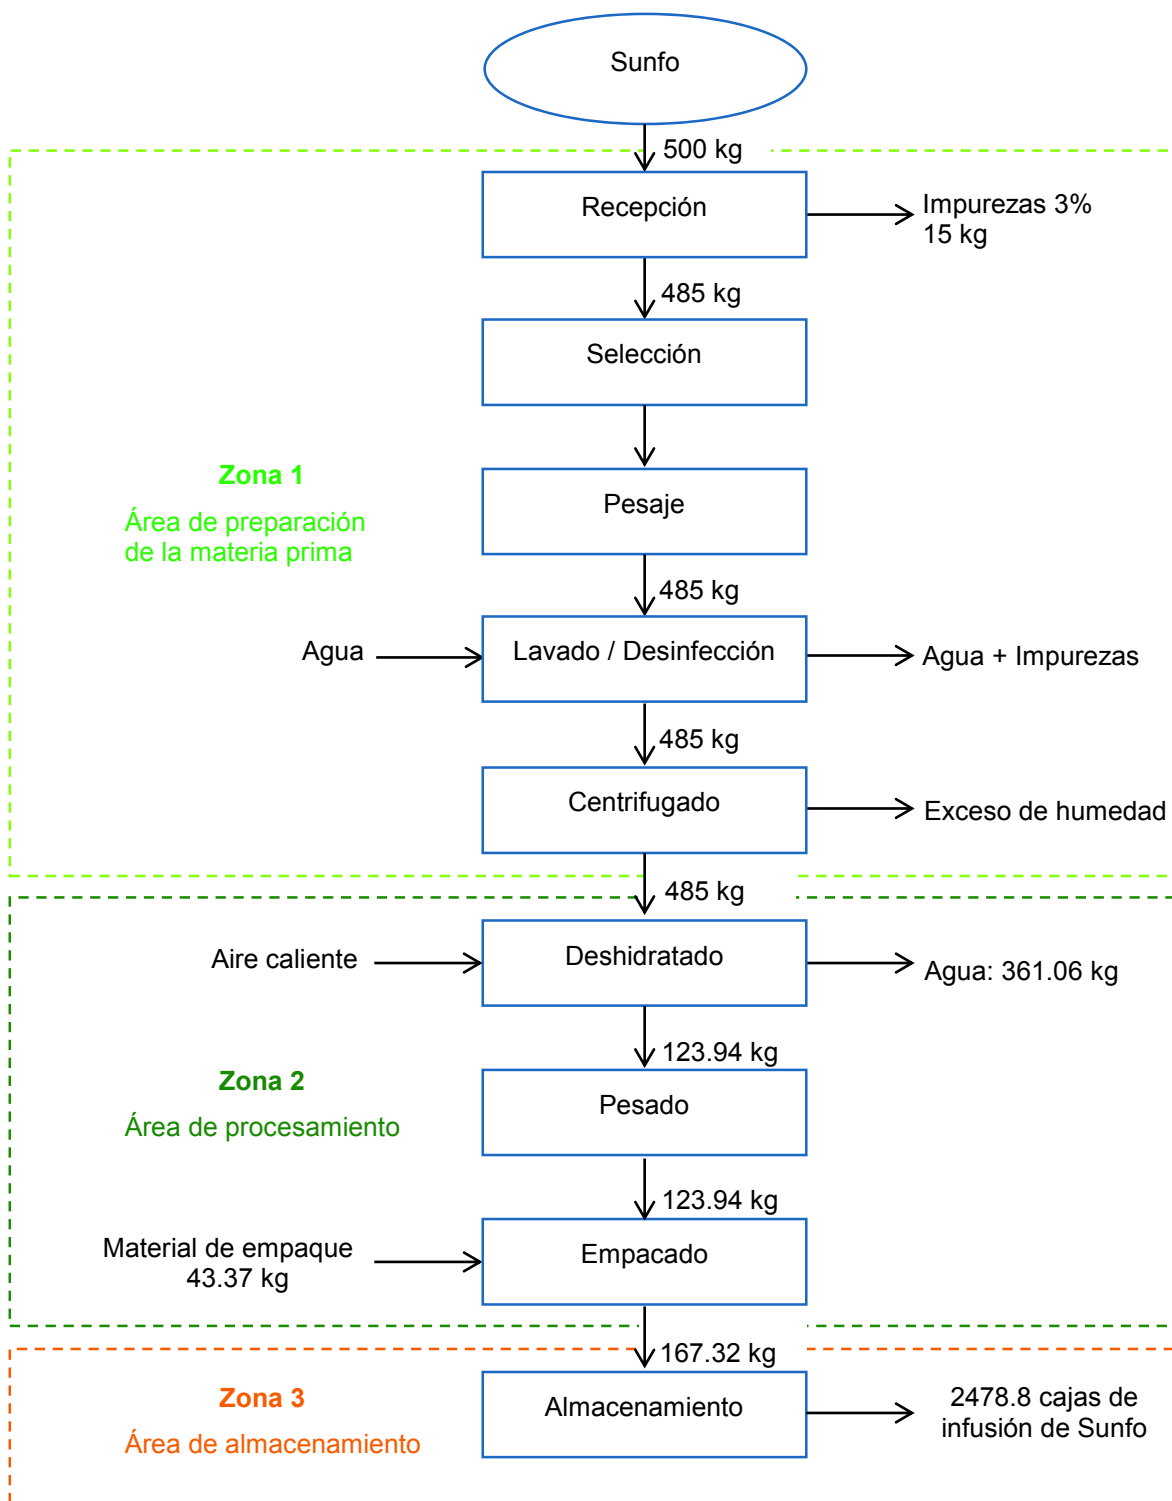 Sunfo
500 kg
Recepción
Impurezas 3%
15 kg
485 kg
Selección
Zona 1
Área de preparación
de la materia prima
Pesaje
485 kg
Agua
Lavado / Desinfección
Agua + Impurezas
485 kg
Centrifugado
Exceso de humedad
485 kg
Aire caliente
Deshidratado
Agua: 361.06 kg
123.94 kg
Zona 2
Área de procesamiento
Pesado
123.94 kg
Material de empaque
43.37 kg
Empacado
167.32 kg
Zona 3
Área de almacenamiento
Almacenamiento
2478.8 cajas de
infusión de Sunfo